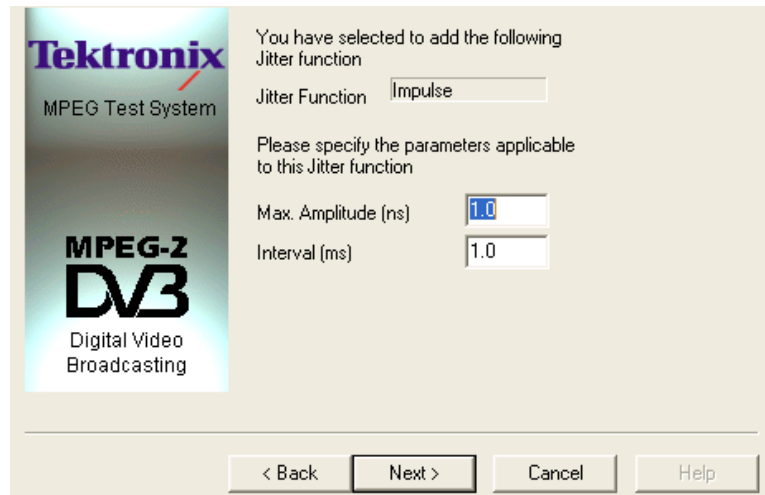 Tektronix
MPEG Test System
MPEG-2
DVB
Digital Video
Broadcasting
You have selected to add the following
Jitter function
Jitter Function Impulse
Please specify the parameters applicable
to this Jitter function
Max. Amplitude (ns) 1.0
Interval (ms) 1.0
< Back Next > Cancel Help